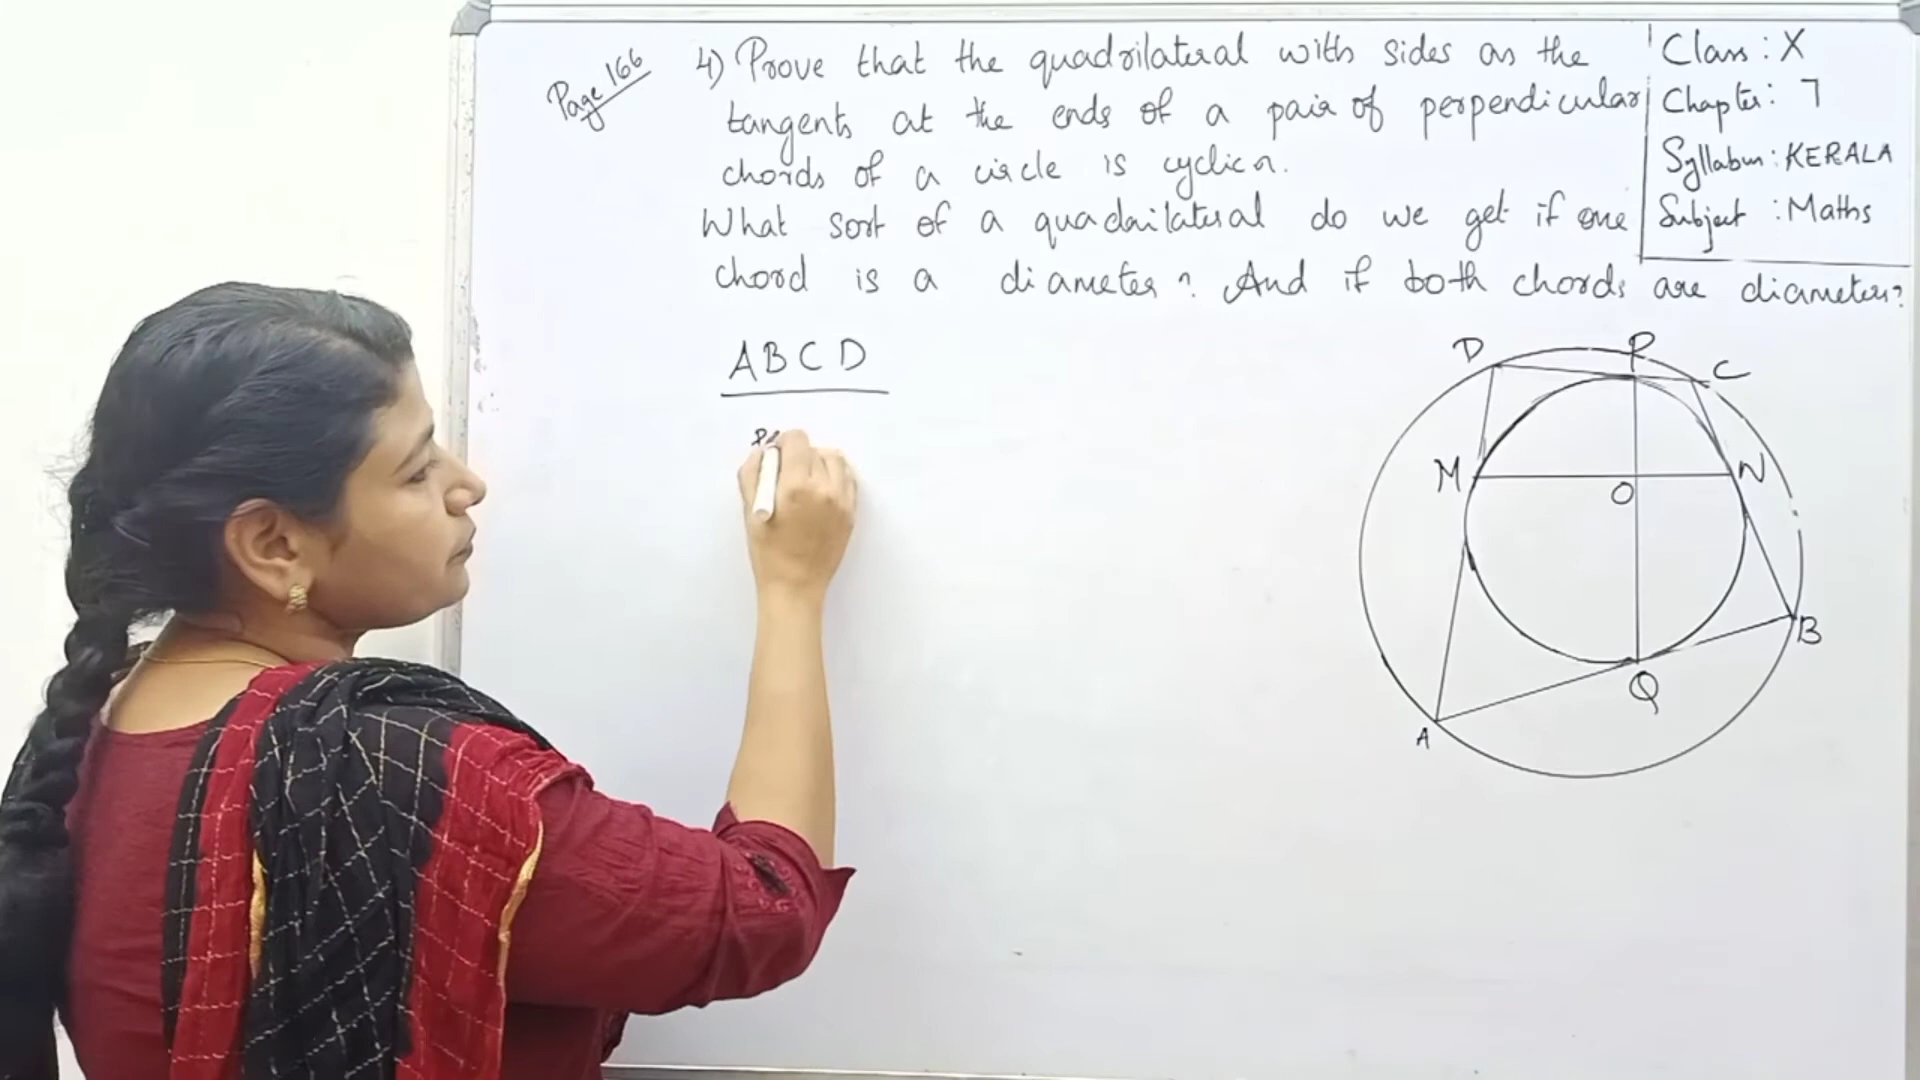 Page 166
4) Prove that the quadrilateral with sides as the
tangents at the ends of a pair of perpendicular
chords of a circle is cyclic.
What sort of a quadrilateral do we get if one
chord is a diameter? And if both chords are diameters?
Class : X
Chapter : 7
Syllabus : KERALA
Subject : Maths
ABCD
D
P
C
M
O
N
B
Q
A